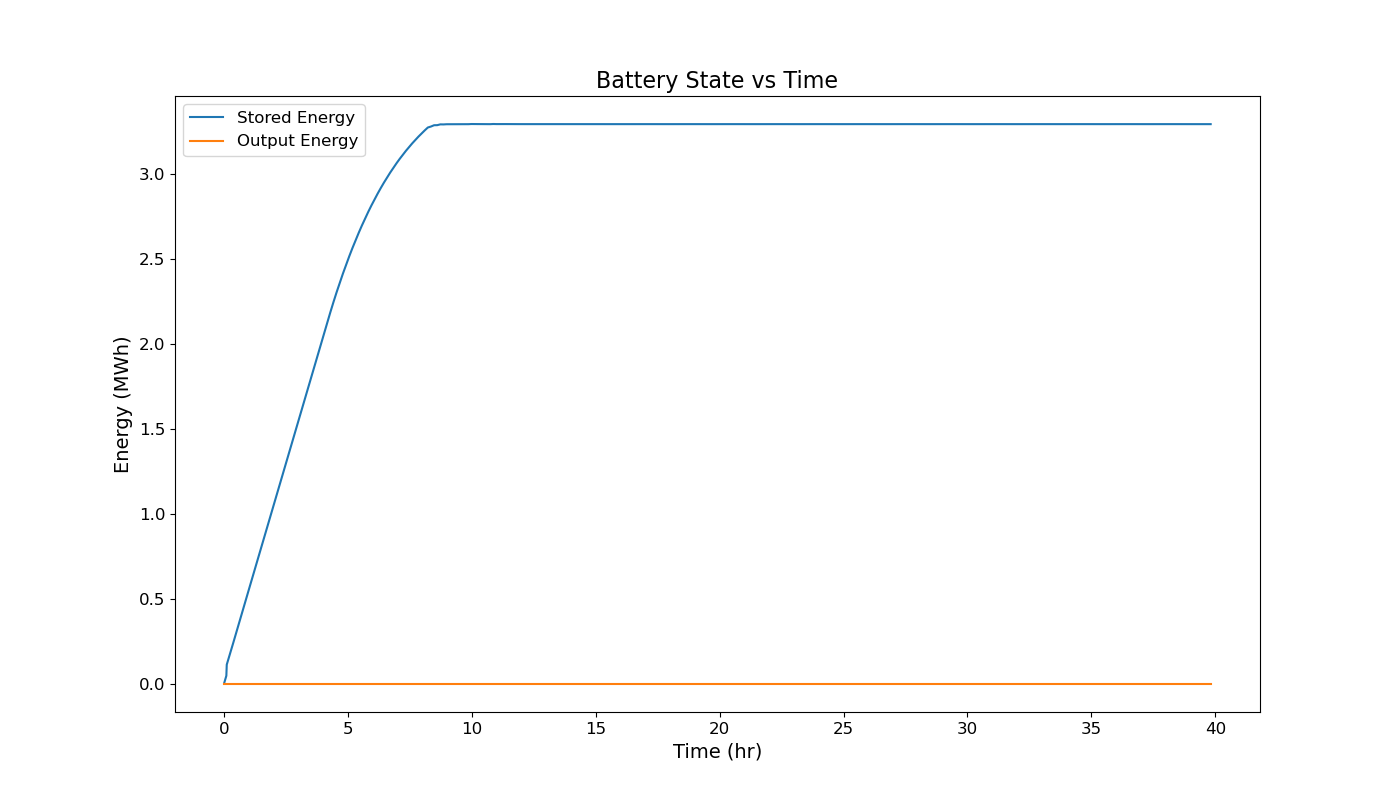 Battery State vs Time
Stored Energy
Output Energy
3.0
2.5
2.0
1.5
1.0
0.5
0.0
Energy (MWh)
0 5 10 15 20 25 30 35 40
Time (hr)